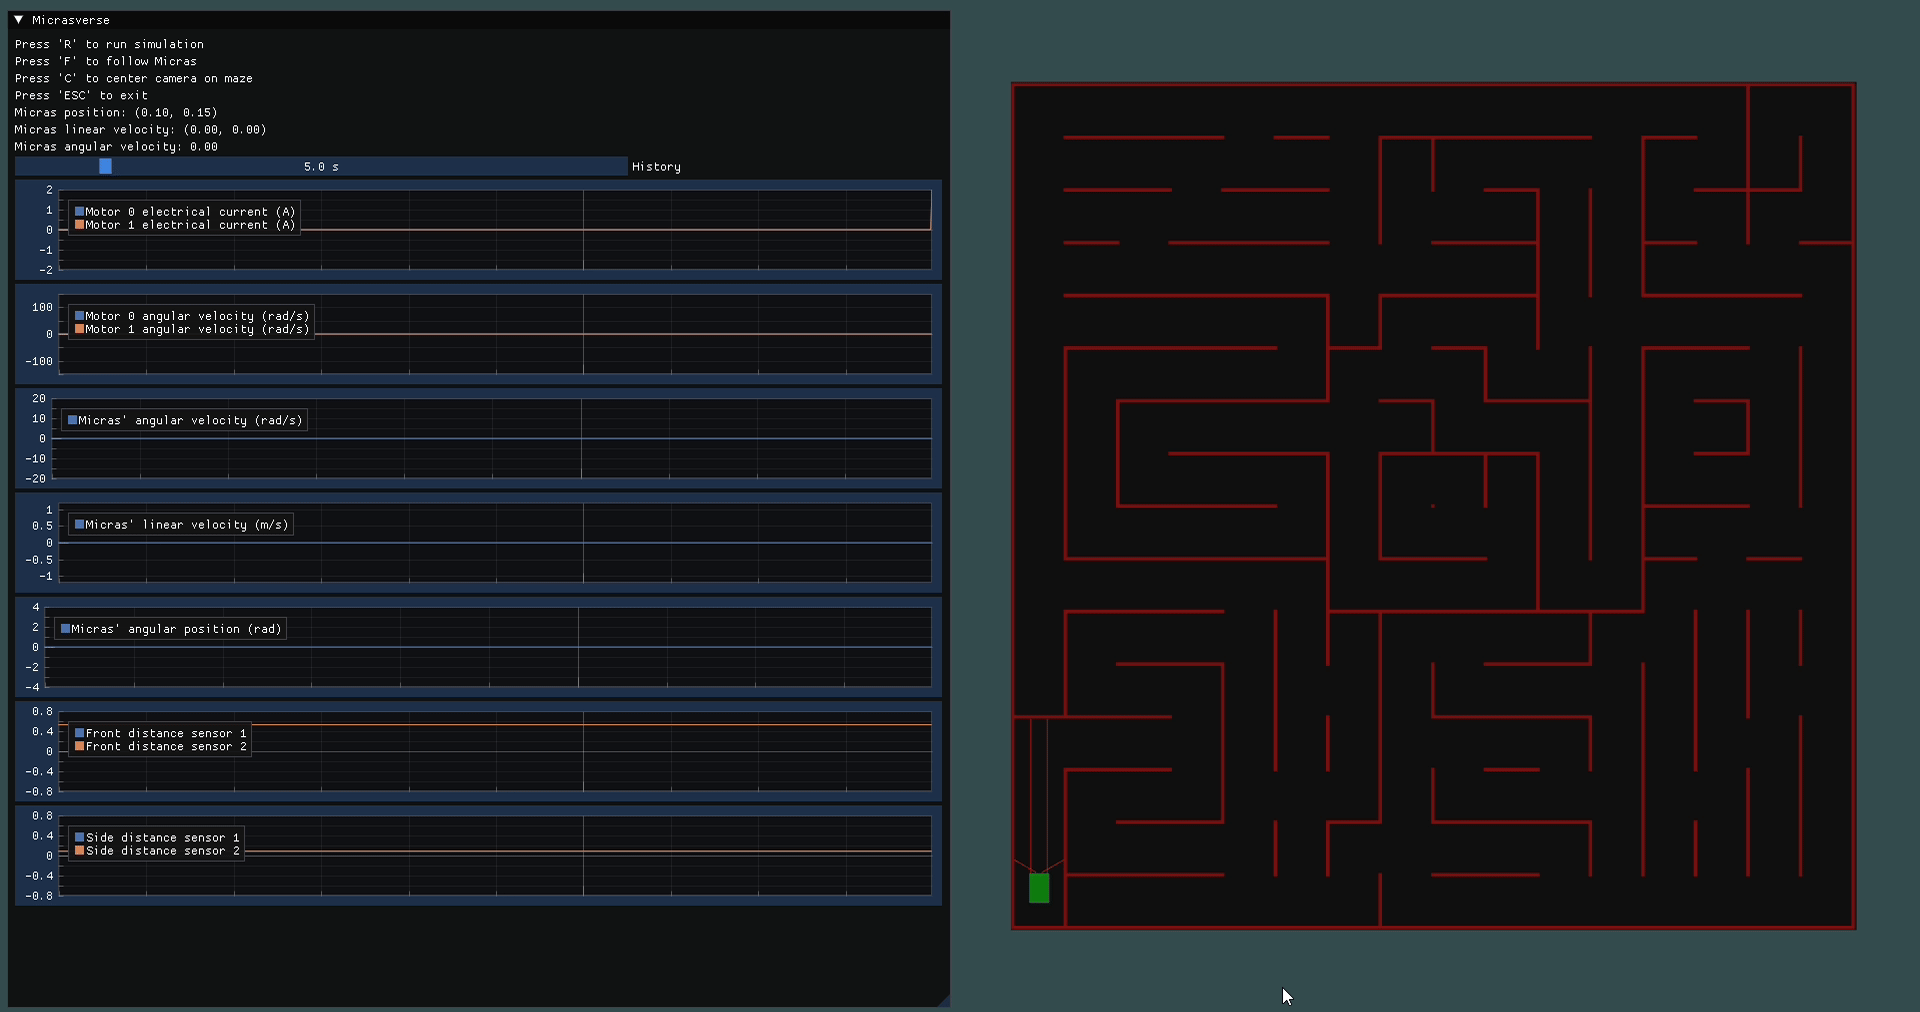 Micrasverse
Press 'R' to run simulation
Press 'F' to follow Micras
Press 'C' to center camera on maze
Press 'ESC' to exit
Micras position: (0.10, 0.15)
Micras linear velocity: (0.00, 0.00)
Micras angular velocity: 0.00
5.0 s History
2
1
0
-1
-2
Motor 0 electrical current (A)
Motor 1 electrical current (A)
100
0
-100
Motor 0 angular velocity (rad/s)
Motor 1 angular velocity (rad/s)
20
10
0
-10
-20
Micras' angular velocity (rad/s)
1
0.5
0
-0.5
-1
Micras' linear velocity (m/s)
4
2
0
-2
-4
Micras' angular position (rad)
0.8
0.4
0
-0.4
-0.8
Front distance sensor 1
Front distance sensor 2
0.8
0.4
0
-0.4
-0.8
Side distance sensor 1
Side distance sensor 2